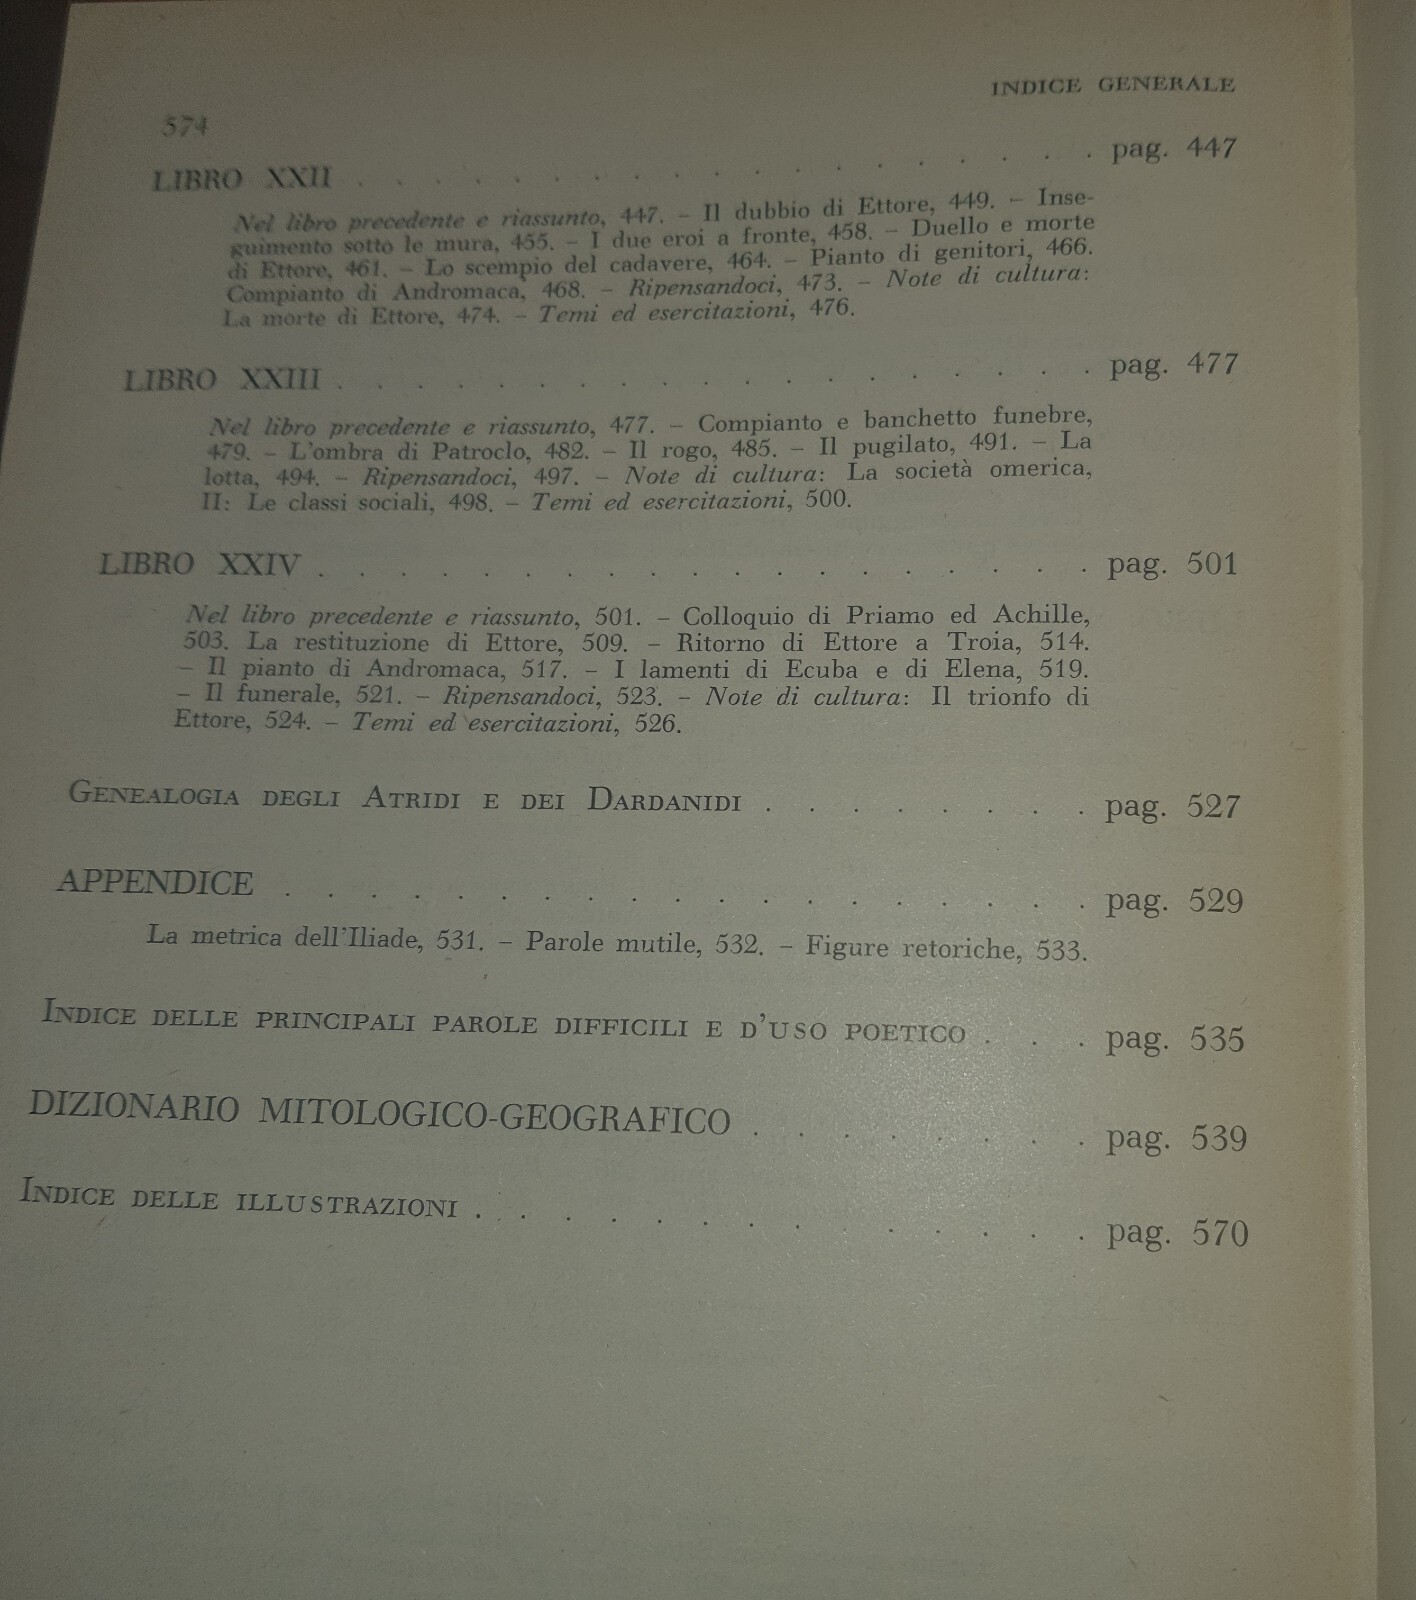 INDICE GENERALE
574
LIBRO XXII . . . . . . . . . . . . . . . . . . pag. 447
Nel libro precedente e riassunto, 447. – Il dubbio di Ettore, 449. – Inse-
guimento sotto le mura, 455. – I due eroi a fronte, 458. – Duello e morte
di Ettore, 461. – Lo scempio del cadavere, 464. – Pianto di genitori, 466.
Compianto di Andromaca, 468. – Ripensandoci, 473. – Note di cultura:
La morte di Ettore, 474. – Temi ed esercitazioni, 476.
LIBRO XXIII . . . . . . . . . . . . . . . . . . . pag. 477
Nel libro precedente e riassunto, 477. – Compianto e banchetto funebre,
479. – L'ombra di Patroclo, 482. – Il rogo, 485. – Il pugilato, 491. – La
lotta, 494. – Ripensandoci, 497. – Note di cultura: La società omerica,
II: Le classi sociali, 498. – Temi ed esercitazioni, 500.
LIBRO XXIV . . . . . . . . . . . . . . . . . . . pag. 501
Nel libro precedente e riassunto, 501. – Colloquio di Priamo ed Achille,
503. La restituzione di Ettore, 509. – Ritorno di Ettore a Troia, 514.
– Il pianto di Andromaca, 517. – I lamenti di Ecuba e di Elena, 519.
– Il funerale, 521. – Ripensandoci, 523. – Note di cultura: Il trionfo di
Ettore, 524. – Temi ed esercitazioni, 526.
Genealogia degli Atridi e dei Dardanidi . . . . . . . . pag. 527
APPENDICE . . . . . . . . . . . . . . . . . . . pag. 529
La metrica dell'Iliade, 531. – Parole mutile, 532. – Figure retoriche, 533.
Indice delle principali parole difficili e d'uso poetico . . . pag. 535
DIZIONARIO MITOLOGICO-GEOGRAFICO . . . . . . . . pag. 539
Indice delle illustrazioni . . . . . . . . . . . . . . pag. 570